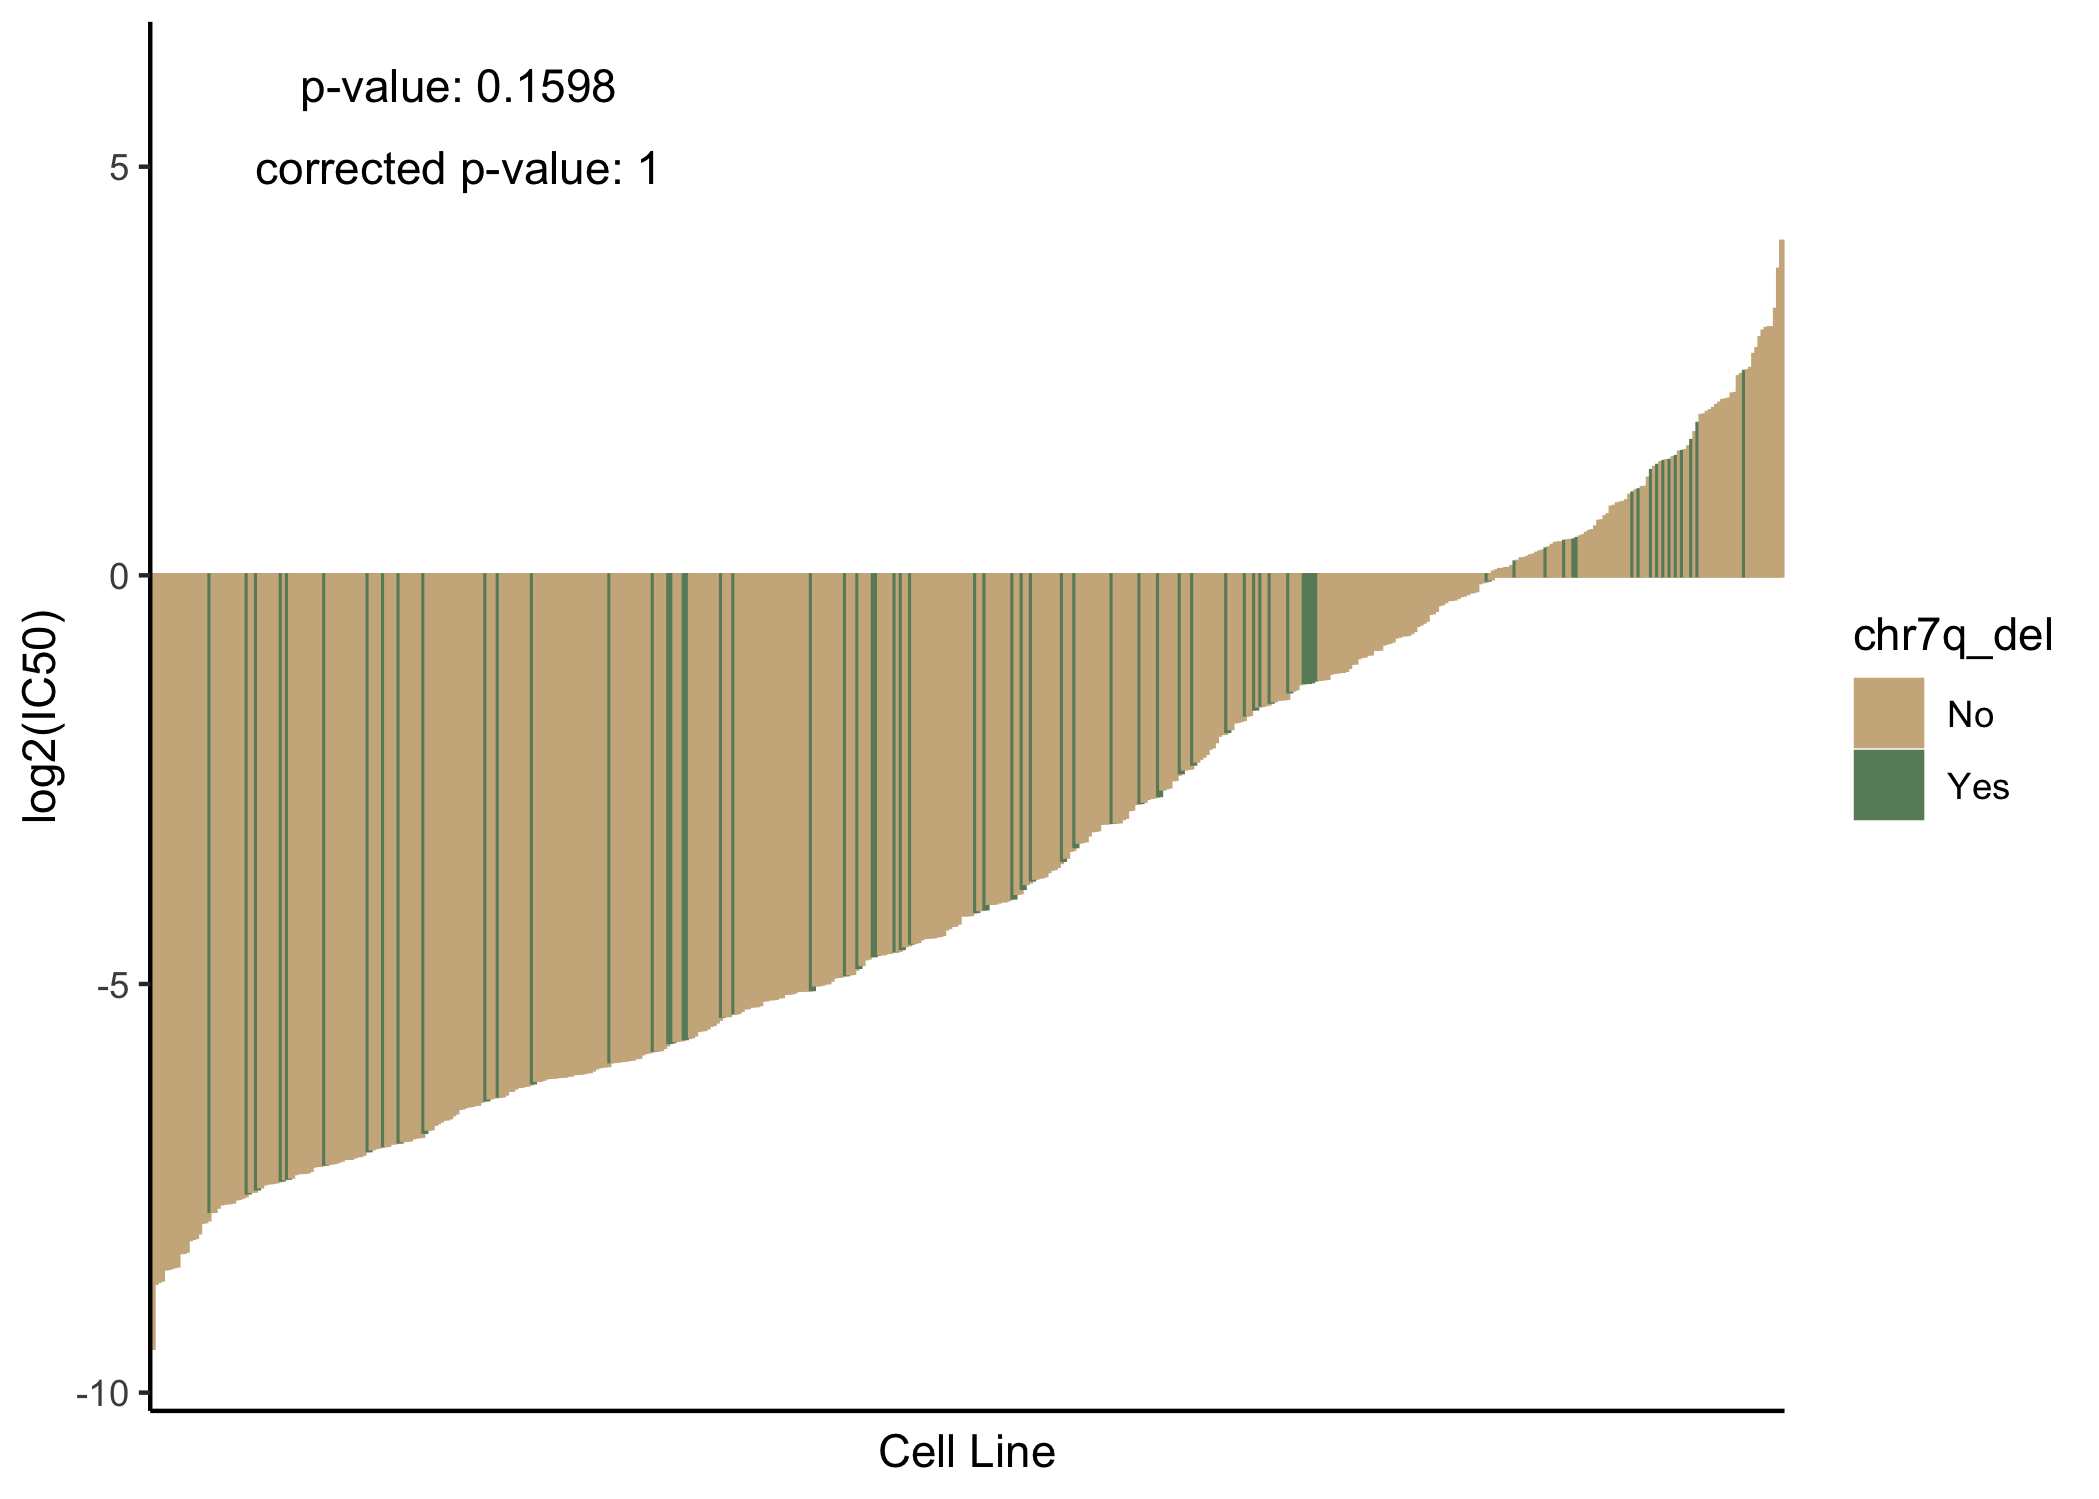 p-value: 0.1598
corrected p-value: 1
5
0
-5
-10
log2(IC50)
Cell Line
chr7q_del
No
Yes